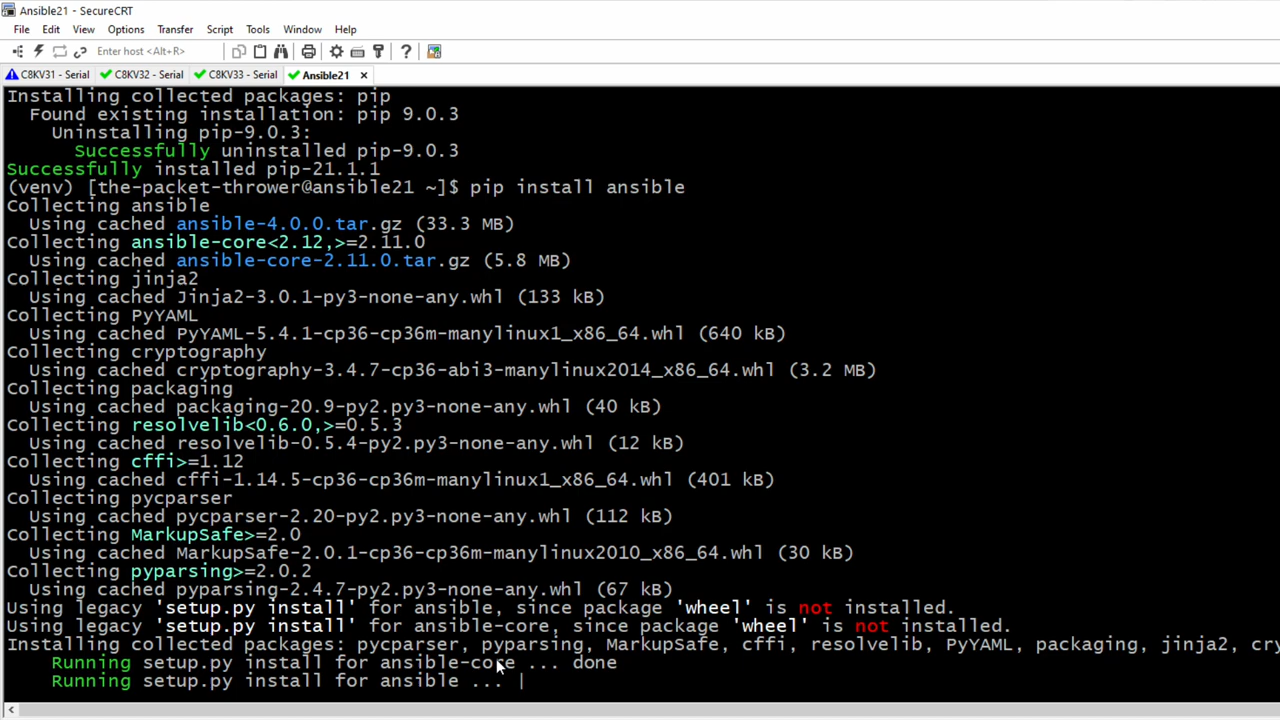 Ansible21 - SecureCRT
File Edit View Options Transfer Script Tools Window Help
Enter host <Alt+R>
C8KV31 - Serial C8KV32 - Serial C8KV33 - Serial Ansible21 ×
Installing collected packages: pip
Found existing installation: pip 9.0.3
Uninstalling pip-9.0.3:
Successfully uninstalled pip-9.0.3
Successfully installed pip-21.1.1
(venv) [the-packet-thrower@ansible21 ~]$ pip install ansible
Collecting ansible
Using cached ansible-4.0.0.tar.gz (33.3 MB)
Collecting ansible-core<2.12,>=2.11.0
Using cached ansible-core-2.11.0.tar.gz (5.8 MB)
Collecting jinja2
Using cached Jinja2-3.0.1-py3-none-any.whl (133 kB)
Collecting PyYAML
Using cached PyYAML-5.4.1-cp36-cp36m-manylinux1_x86_64.whl (640 kB)
Collecting cryptography
Using cached cryptography-3.4.7-cp36-abi3-manylinux2014_x86_64.whl (3.2 MB)
Collecting packaging
Using cached packaging-20.9-py2.py3-none-any.whl (40 kB)
Collecting resolvelib<0.6.0,>=0.5.3
Using cached resolvelib-0.5.4-py2.py3-none-any.whl (12 kB)
Collecting cffi>=1.12
Using cached cffi-1.14.5-cp36-cp36m-manylinux1_x86_64.whl (401 kB)
Collecting pycparser
Using cached pycparser-2.20-py2.py3-none-any.whl (112 kB)
Collecting MarkupSafe>=2.0
Using cached MarkupSafe-2.0.1-cp36-cp36m-manylinux2010_x86_64.whl (30 kB)
Collecting pyparsing>=2.0.2
Using cached pyparsing-2.4.7-py2.py3-none-any.whl (67 kB)
Using legacy 'setup.py install' for ansible, since package 'wheel' is not installed.
Using legacy 'setup.py install' for ansible-core, since package 'wheel' is not installed.
Installing collected packages: pycparser, pyparsing, MarkupSafe, cffi, resolvelib, PyYAML, packaging, jinja2, cry
Running setup.py install for ansible-core ... done
Running setup.py install for ansible ... |